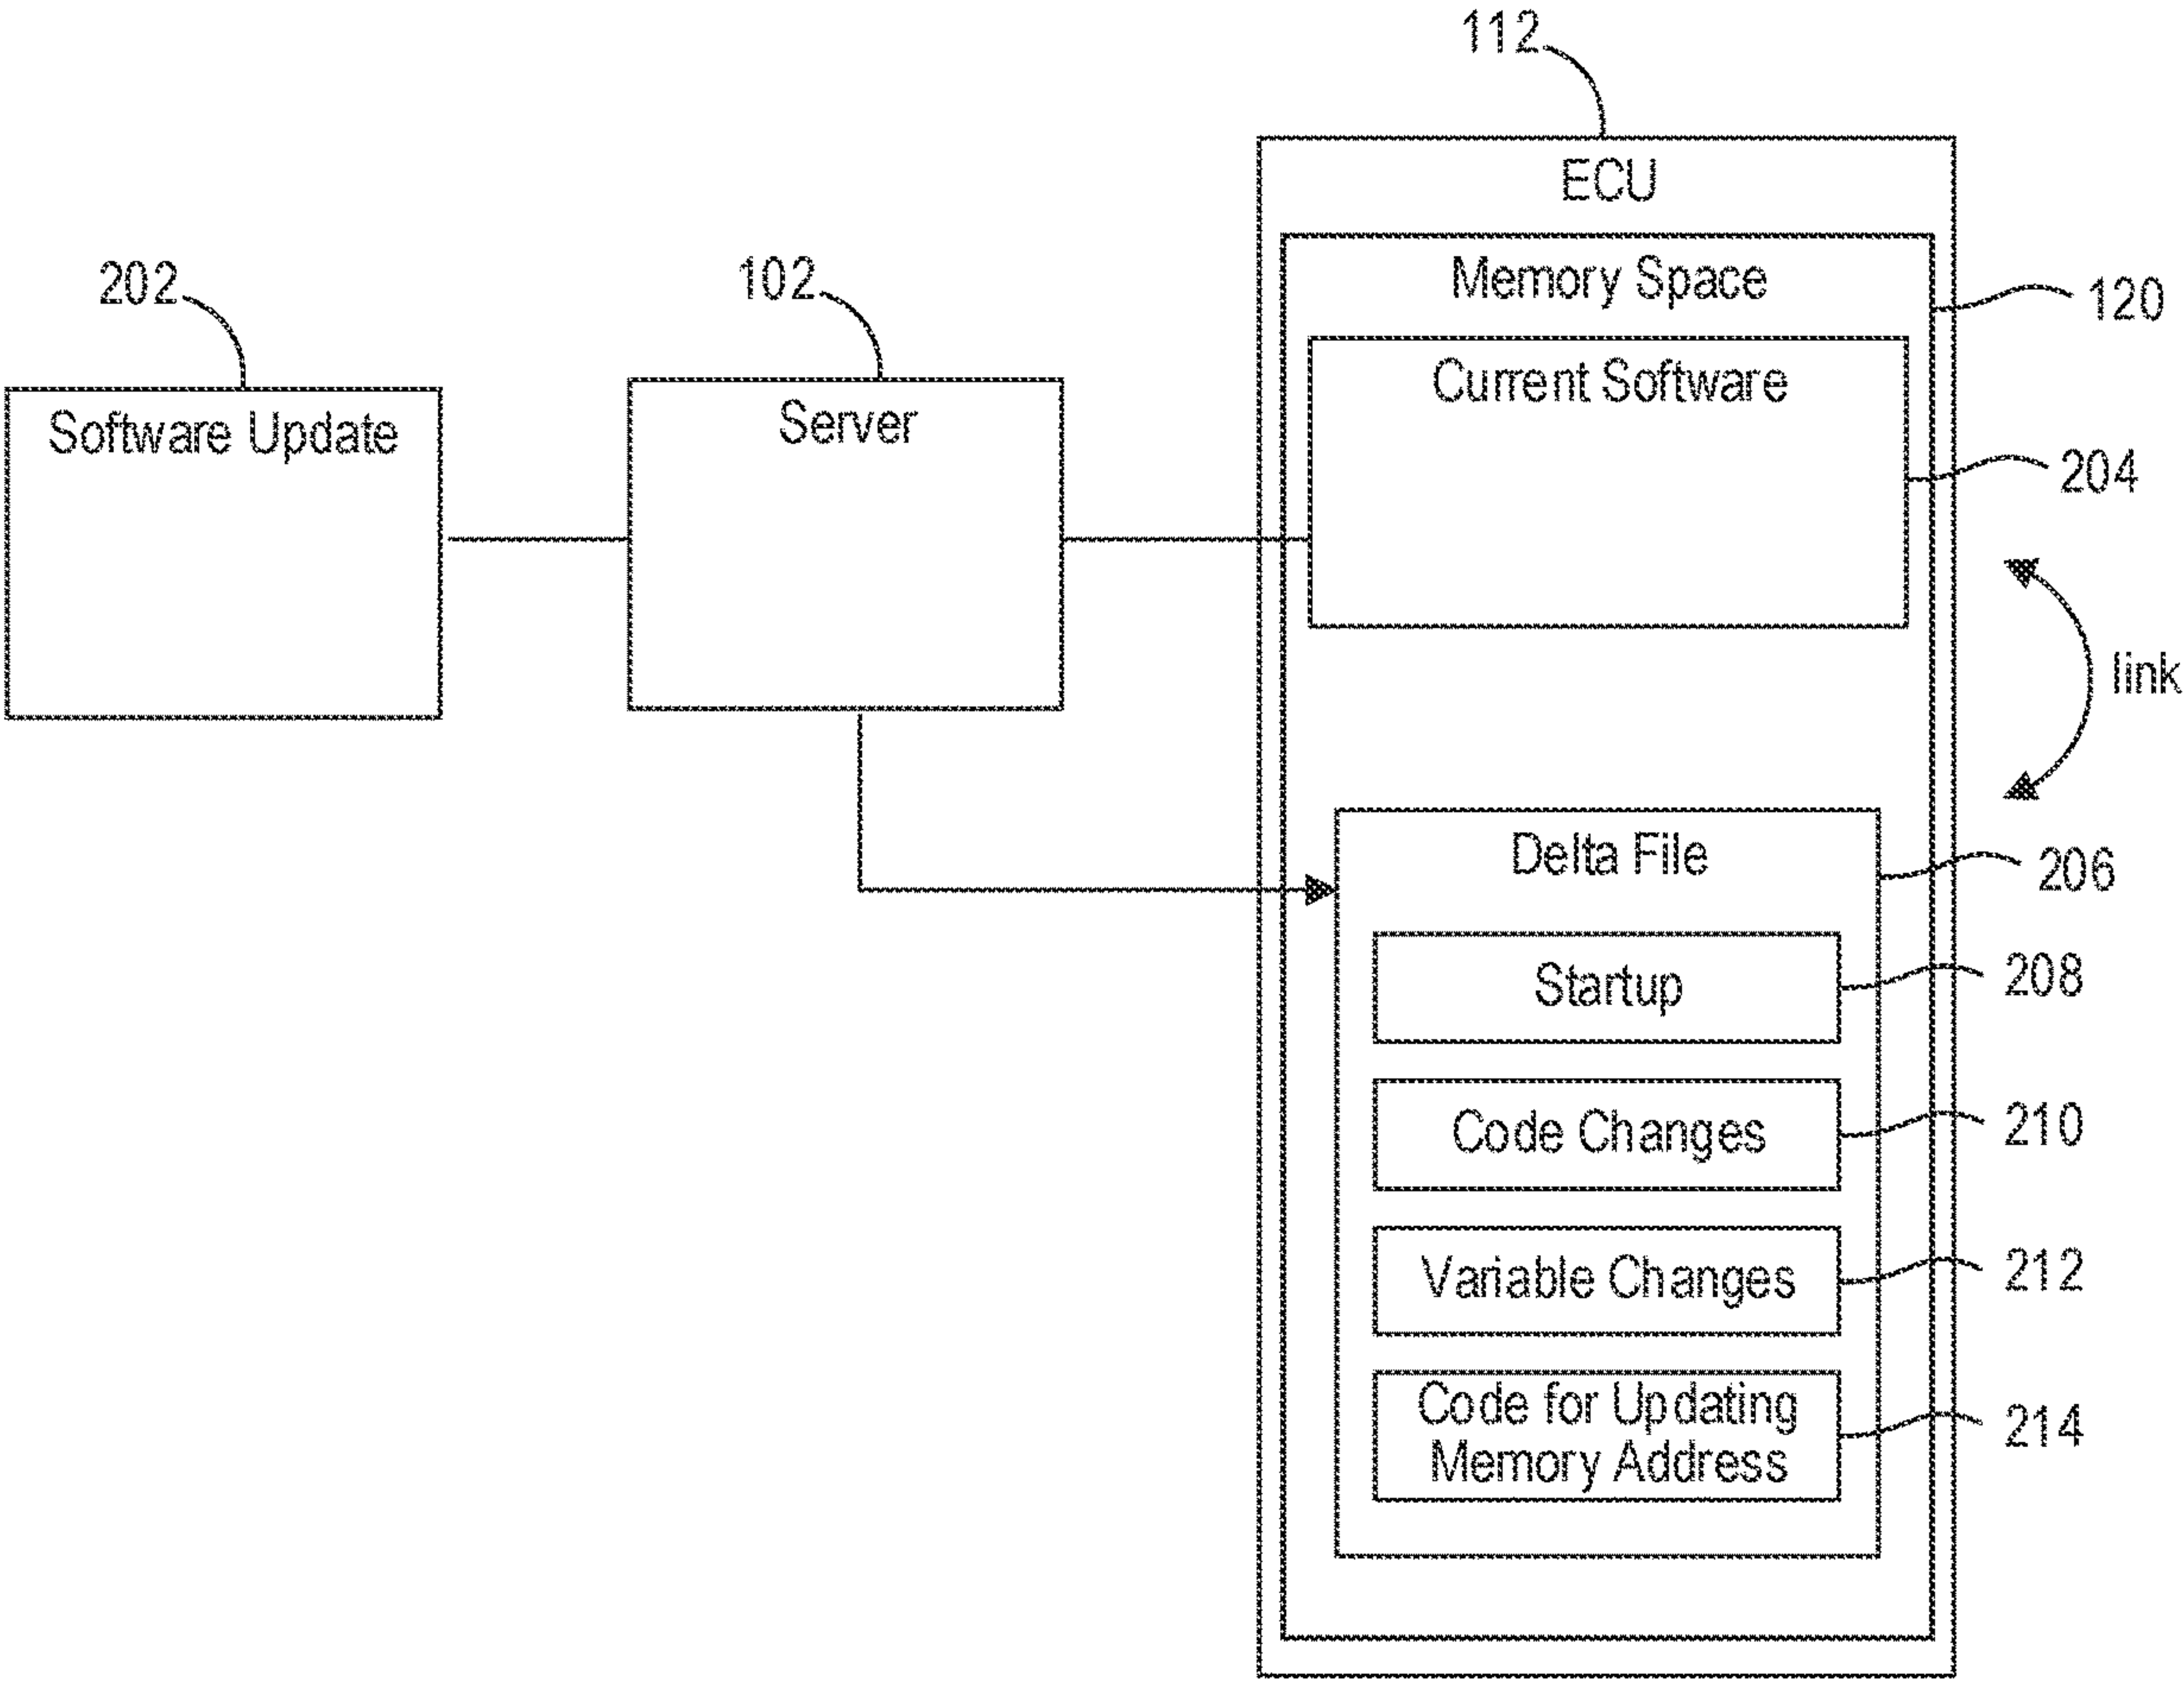 112
ECU
Memory Space
120
202
102
Software Update
Server
Current Software
204
link
Delta File
206
Startup
208
Code Changes
210
Variable Changes
212
Code for Updating
Memory Address
214